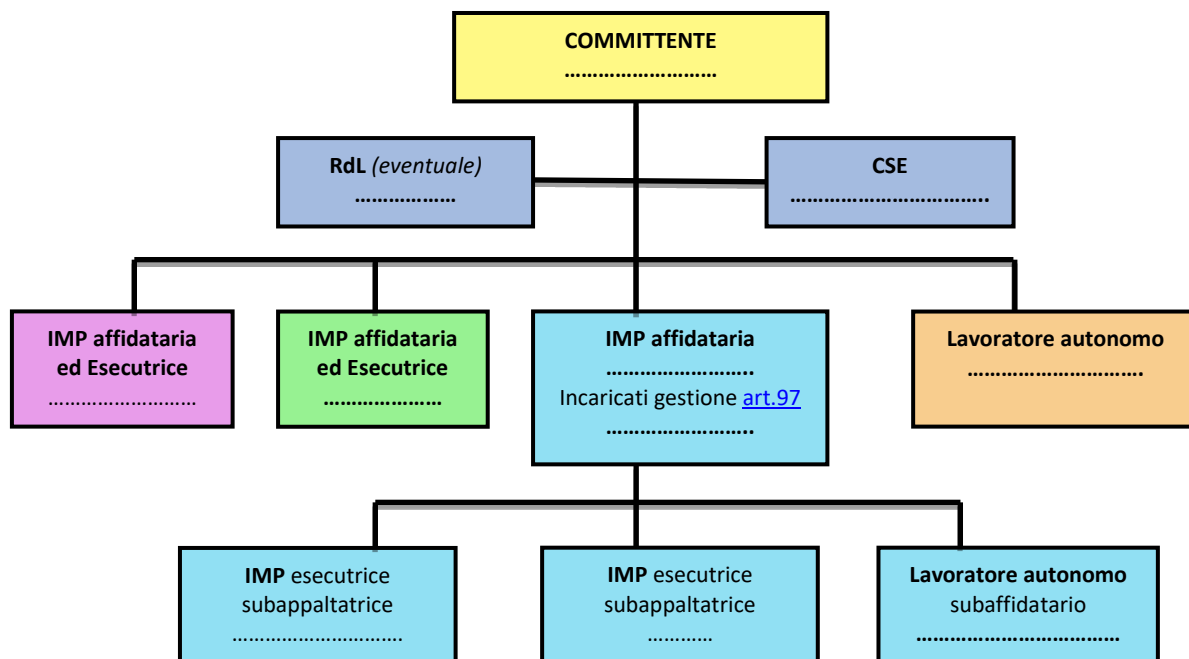 COMMITTENTE
………………………
RdL (eventuale)
………………
CSE
……………………………..
IMP affidataria
ed Esecutrice
………………………
IMP affidataria
ed Esecutrice
…………………
IMP affidataria
……………………..
Incaricati gestione art.97
……………………..
Lavoratore autonomo
………………………….
IMP esecutrice
subappaltatrice
………………………….
IMP esecutrice
subappaltatrice
…………
Lavoratore autonomo
subaffidatario
………………………………